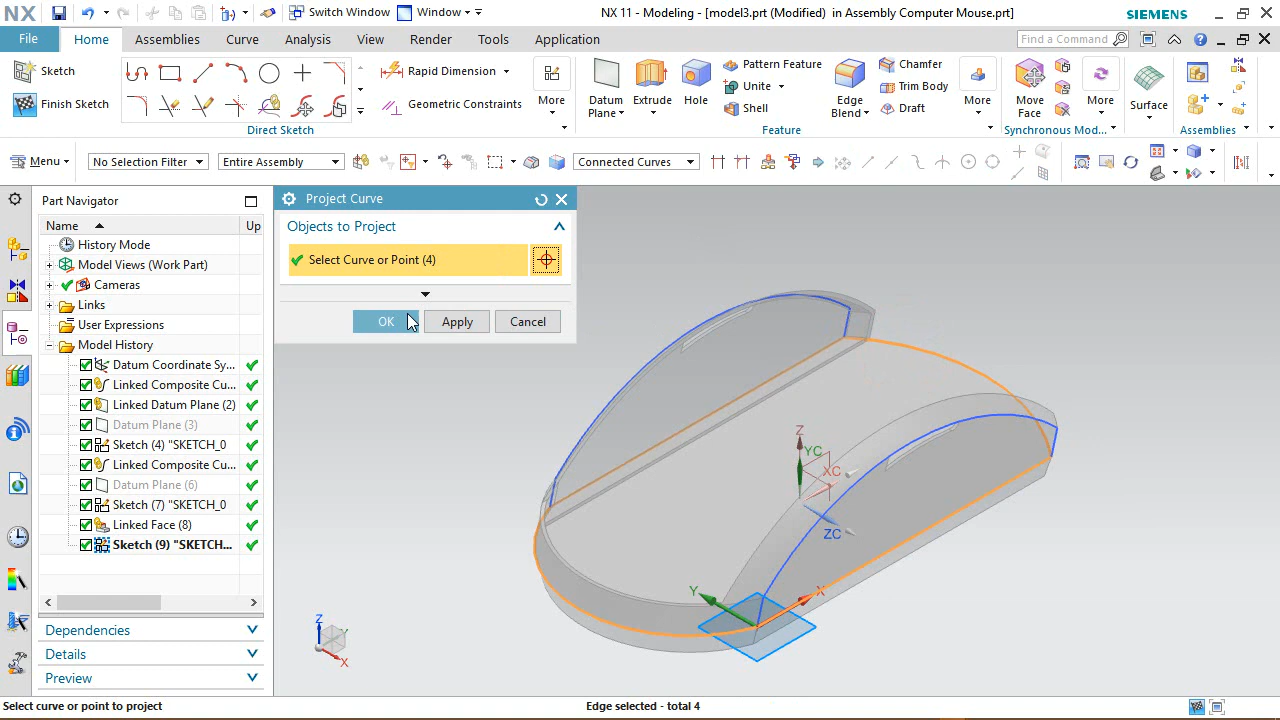 NX
Switch Window
Window
NX 11 - Modeling - [model3.prt (Modified) in Assembly Computer Mouse.prt]
SIEMENS
File
Home
Assemblies
Curve
Analysis
View
Render
Tools
Application
Find a Command
Sketch
Finish Sketch
Direct Sketch
Rapid Dimension
Geometric Constraints
More
Datum Plane
Extrude
Hole
Pattern Feature
Unite
Shell
Edge Blend
Chamfer
Trim Body
Draft
More
Feature
Move Face
More
Synchronous Mod...
Surface
Assemblies
Menu
No Selection Filter
Entire Assembly
Connected Curves
Part Navigator
Name
Up
History Mode
Model Views (Work Part)
Cameras
Links
User Expressions
Model History
Datum Coordinate Sy...
Linked Composite Cu...
Linked Datum Plane (2)
Datum Plane (3)
Sketch (4) "SKETCH_0
Linked Composite Cu...
Datum Plane (6)
Sketch (7) "SKETCH_0
Linked Face (8)
Sketch (9) "SKETCH...
Dependencies
Details
Preview
Project Curve
Objects to Project
Select Curve or Point (4)
OK
Apply
Cancel
Z
YC
XC
ZC
Y
X
Z
Y
X
Select curve or point to project
Edge selected - total 4